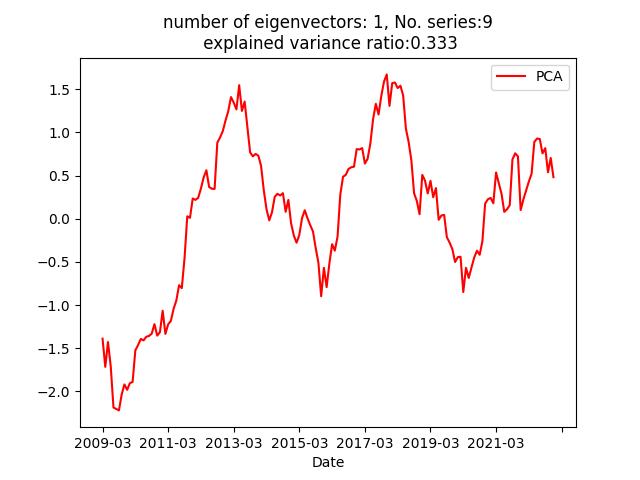 number of eigenvectors: 1, No. series:9
explained variance ratio:0.333
PCA
1.5
1.0
0.5
0.0
−0.5
−1.0
−1.5
−2.0
2009-03 2011-03 2013-03 2015-03 2017-03 2019-03 2021-03
Date